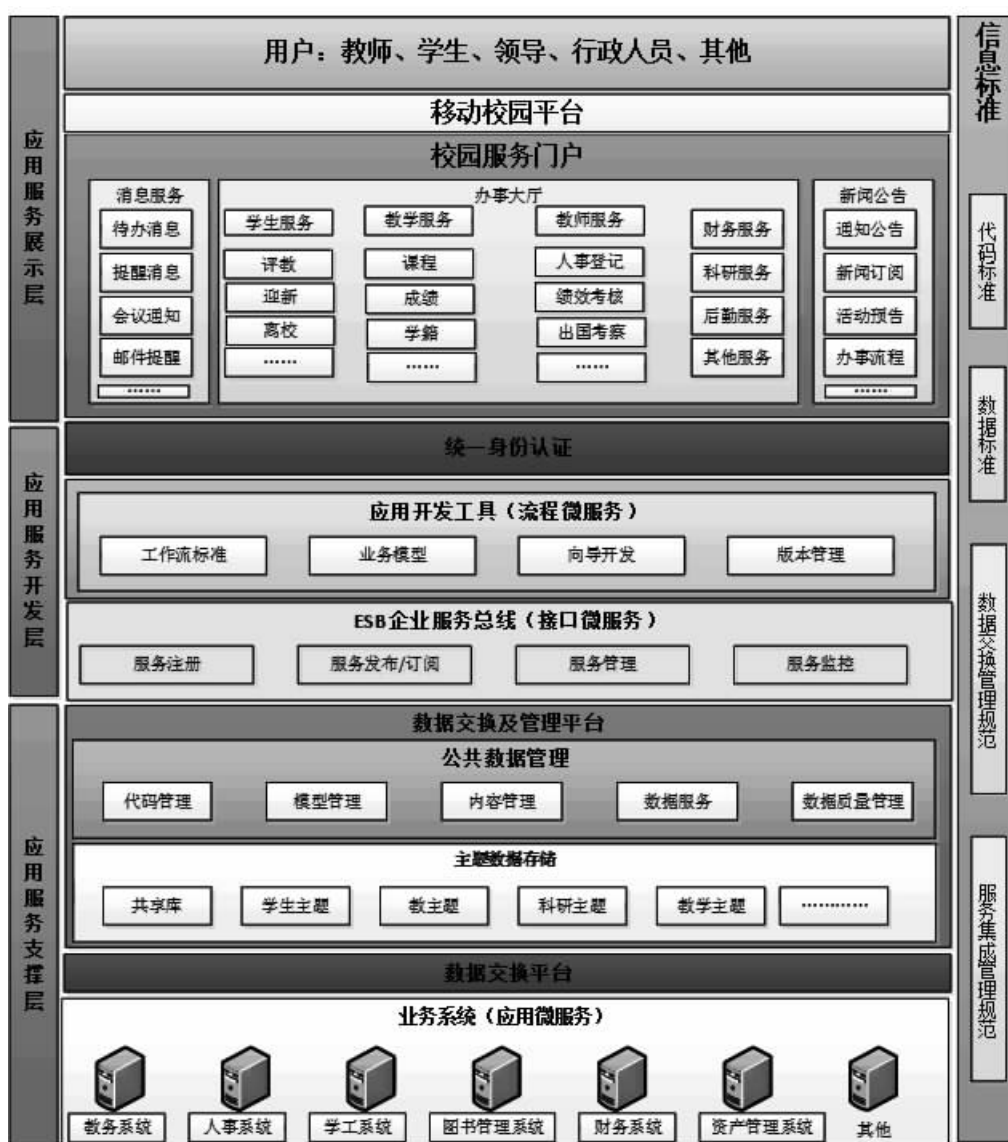 用户：教师、学生、领导、行政人员、其他
移动校园平台
校园服务门户
应用服务展示层
消息服务
待办消息
提醒消息
会议通知
邮件提醒
……
办事大厅
学生服务
评教
迎新
离校
……
教学服务
课程
成绩
学籍
……
教师服务
人事登记
绩效考核
出国考察
……
财务服务
科研服务
后勤服务
其他服务
新闻公告
通知公告
新闻订阅
活动预告
办事流程
……
应用服务开发层
统一身份认证
应用开发工具（流程微服务）
工作流标准
业务模型
向导开发
版本管理
ESB企业服务总线（接口微服务）
服务注册
服务发布/订阅
服务管理
服务监控
应用服务支撑层
数据交换及管理平台
公共数据管理
代码管理
模型管理
内容管理
数据服务
数据质量管理
主题数据存储
共享库
学生主题
教主题
科研主题
教学主题
…………
数据交换平台
业务系统（应用微服务）
教务系统
人事系统
学工系统
图书管理系统
财务系统
资产管理系统
其他
信息标准
代码标准
数据标准
数据交换管理规范
服务集成管理规范